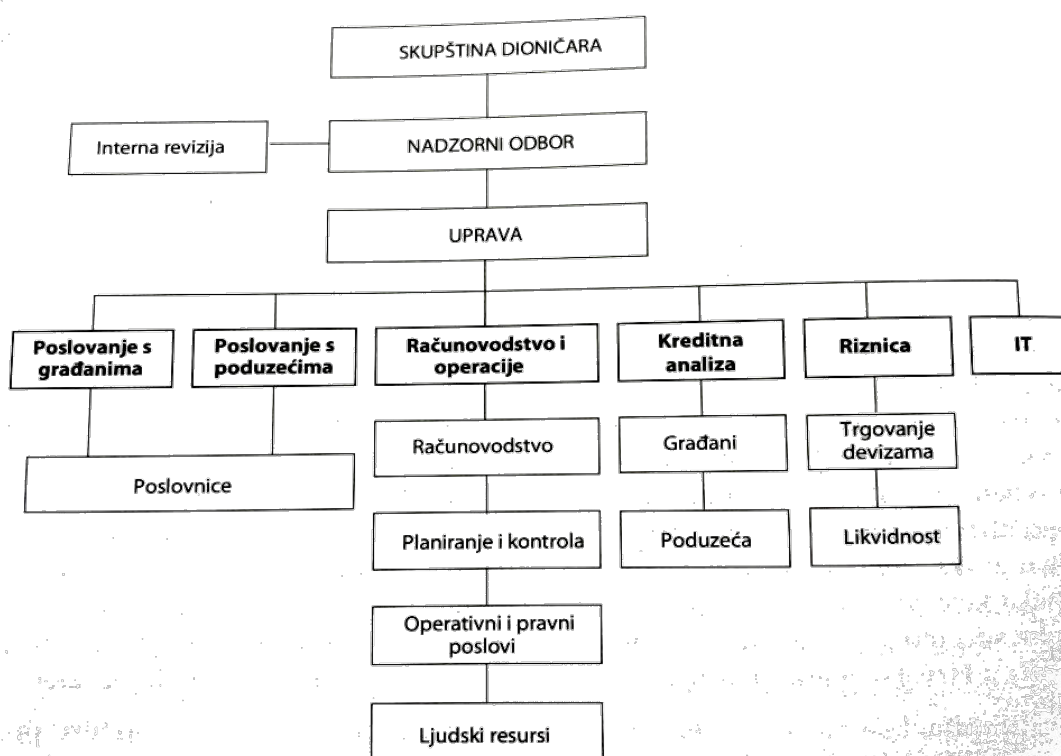 SKUPŠTINA DIONIČARA
Interna revizija
NADZORNI ODBOR
UPRAVA
Poslovanje s
građanima
Poslovanje s
poduzećima
Računovodstvo i
operacije
Kreditna
analiza
Riznica
IT
Poslovnice
Računovodstvo
Građani
Trgovanje
devizama
Planiranje i kontrola
Poduzeća
Likvidnost
Operativni i pravni
poslovi
Ljudski resursi